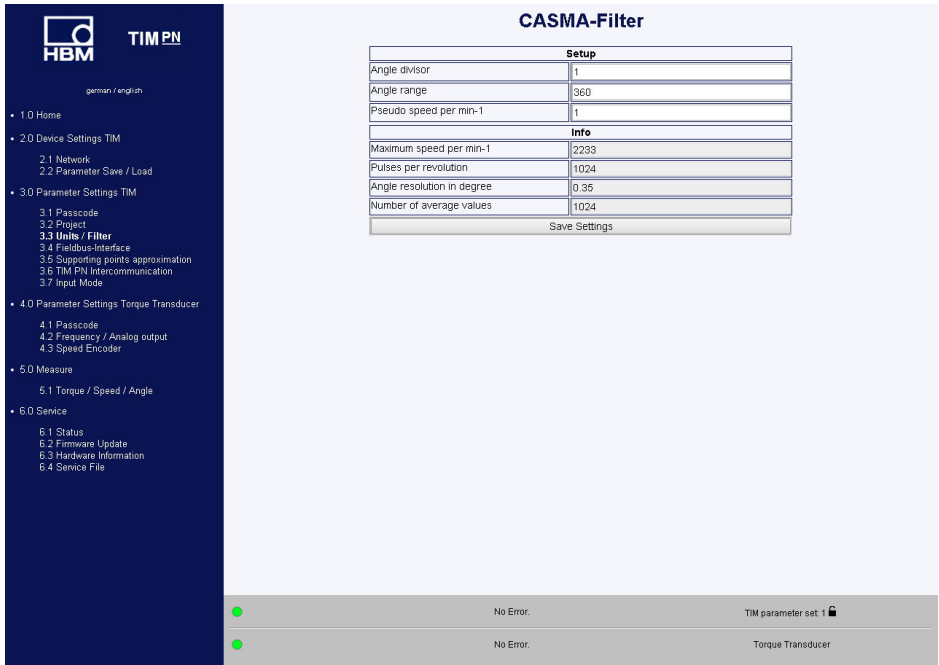 HBM
TIM PN
german / english
• 1.0 Home
• 2.0 Device Settings TIM
2.1 Network
2.2 Parameter Save / Load
• 3.0 Parameter Settings TIM
3.1 Passcode
3.2 Project
3.3 Units / Filter
3.4 Fieldbus-Interface
3.5 Supporting points approximation
3.6 TIM PN Intercommunication
3.7 Input Mode
• 4.0 Parameter Settings Torque Transducer
4.1 Passcode
4.2 Frequency / Analog output
4.3 Speed Encoder
• 5.0 Measure
5.1 Torque / Speed / Angle
• 6.0 Service
6.1 Status
6.2 Firmware Update
6.3 Hardware Information
6.4 Service File
CASMA-Filter
Setup
Angle divisor 1
Angle range 360
Pseudo speed per min-1 1
Info
Maximum speed per min-1 2233
Pulses per revolution 1024
Angle resolution in degree 0.35
Number of average values 1024
Save Settings
No Error. TIM parameter set: 1
No Error. Torque Transducer